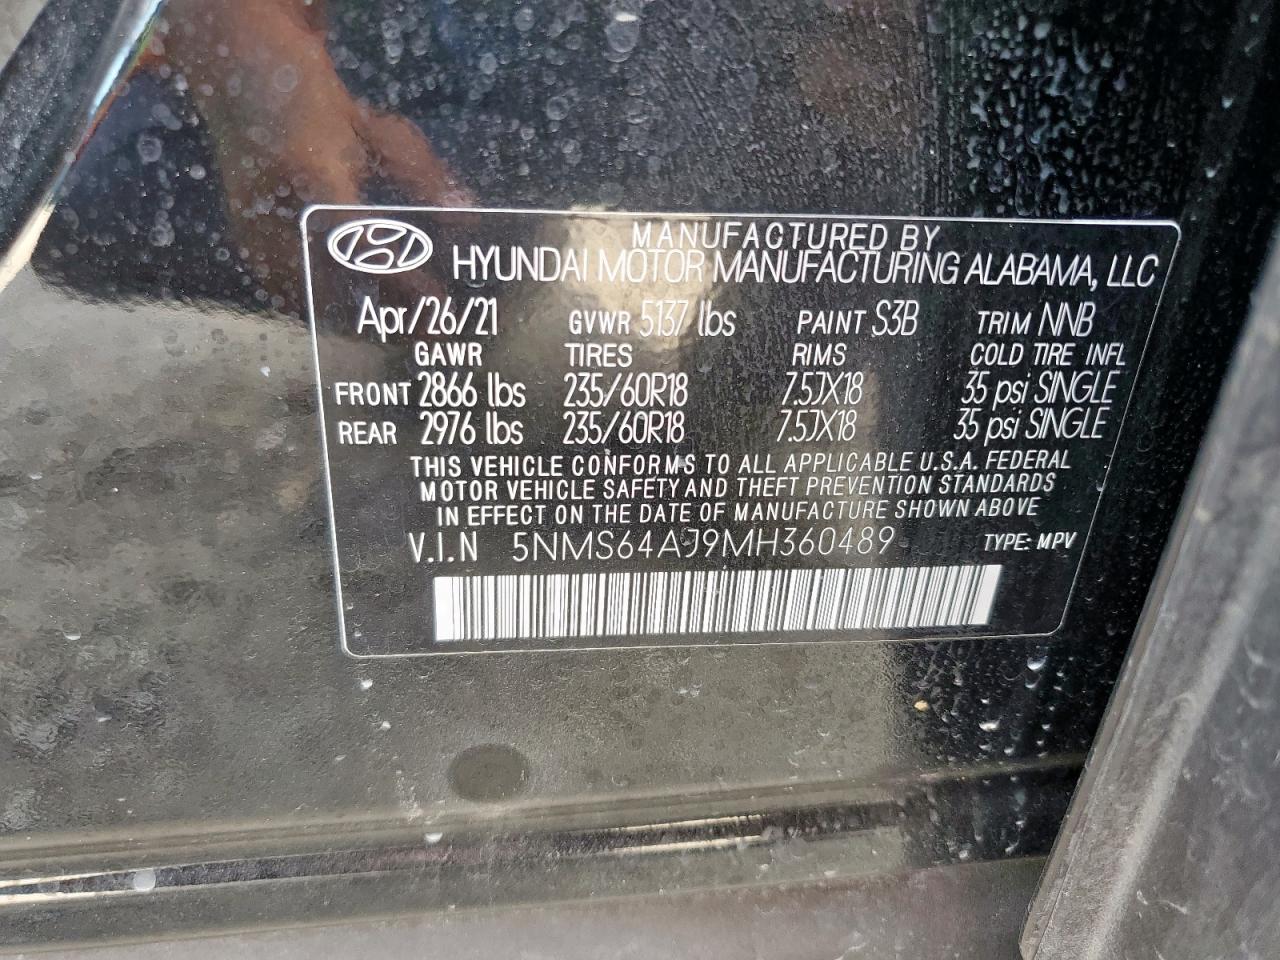 MANUFACTURED BY
HYUNDAI MOTOR MANUFACTURING ALABAMA, LLC
Apr/26/21 GVWR 5137 lbs PAINT S3B TRIM NNB
GAWR TIRES RIMS COLD TIRE INFL
FRONT 2866 lbs 235/60R18 7.5JX18 35 psi SINGLE
REAR 2976 lbs 235/60R18 7.5JX18 35 psi SINGLE
THIS VEHICLE CONFORMS TO ALL APPLICABLE U.S.A. FEDERAL
MOTOR VEHICLE SAFETY AND THEFT PREVENTION STANDARDS
IN EFFECT ON THE DATE OF MANUFACTURE SHOWN ABOVE
V.I.N 5NMS64AJ9MH360489 TYPE: MPV